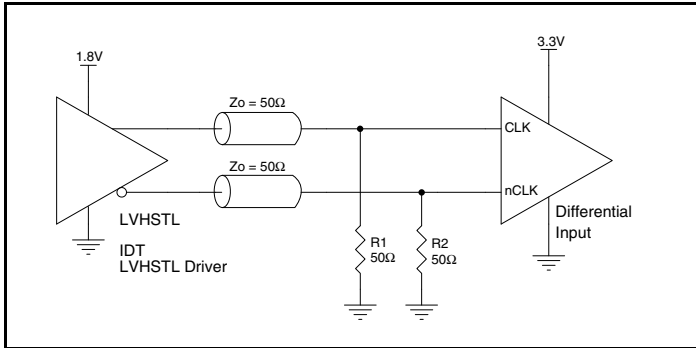 1.8V
3.3V
Zo = 50Ω
CLK
Zo = 50Ω
nCLK
LVHSTL
IDT
LVHSTL Driver
R1
50Ω
R2
50Ω
Differential
Input